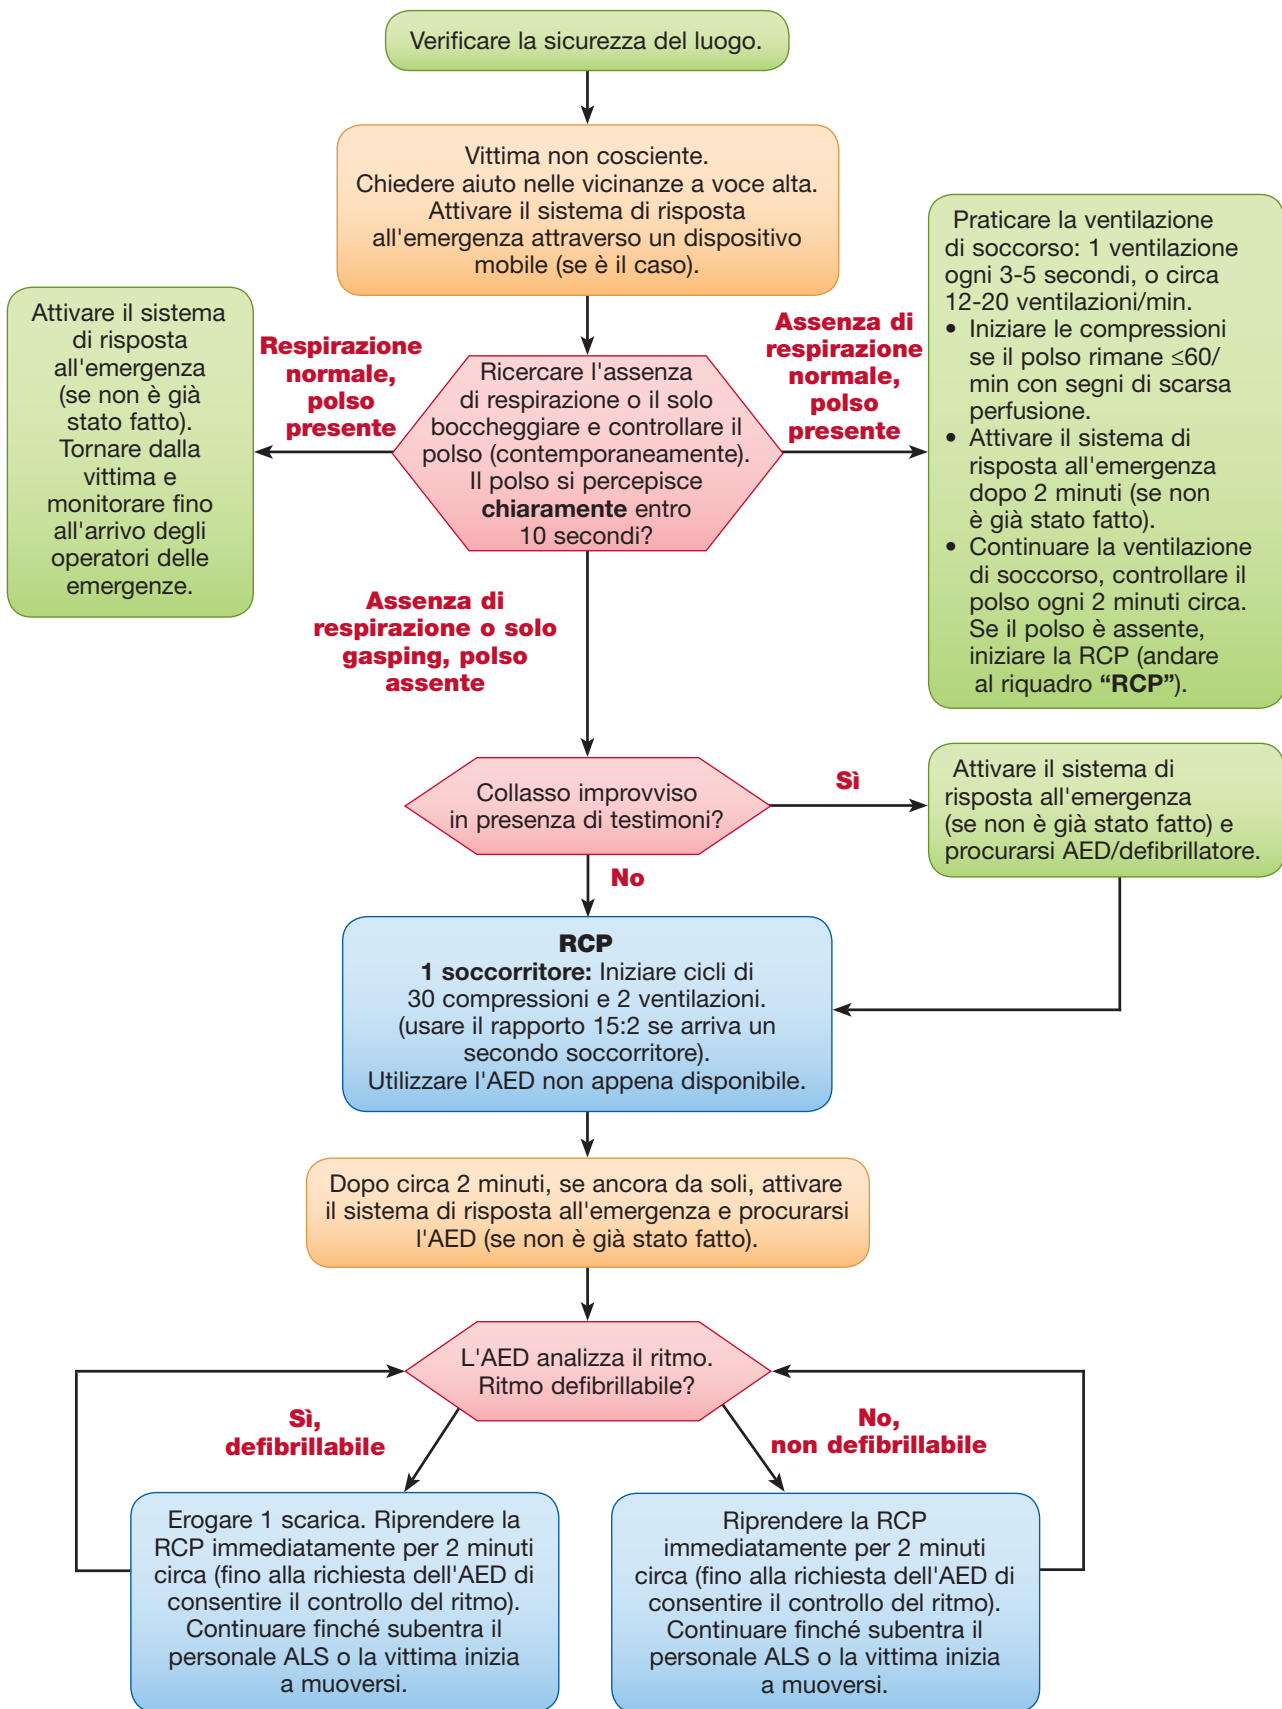 Verificare la sicurezza del luogo.
Vittima non cosciente.
Chiedere aiuto nelle vicinanze a voce alta.
Attivare il sistema di risposta
all'emergenza attraverso un dispositivo
mobile (se è il caso).
Attivare il sistema
di risposta
all'emergenza
(se non è già
stato fatto).
Tornare dalla
vittima e
monitorare fino
all'arrivo degli
operatori delle
emergenze.
Respirazione
normale,
polso
presente
Ricercare l'assenza
di respirazione o il solo
boccheggiare e controllare il
polso (contemporaneamente).
Il polso si percepisce
chiaramente entro
10 secondi?
Assenza di
respirazione
normale,
polso
presente
Praticare la ventilazione
di soccorso: 1 ventilazione
ogni 3-5 secondi, o circa
12-20 ventilazioni/min.
• Iniziare le compressioni
se il polso rimane ≤60/
min con segni di scarsa
perfusione.
• Attivare il sistema di
risposta all'emergenza
dopo 2 minuti (se non
è già stato fatto).
• Continuare la ventilazione
di soccorso, controllare il
polso ogni 2 minuti circa.
Se il polso è assente,
iniziare la RCP (andare
al riquadro “RCP”).
Assenza di
respirazione o solo
gasping, polso
assente
Collasso improvviso
in presenza di testimoni?
Sì
Attivare il sistema di
risposta all'emergenza
(se non è già stato fatto) e
procurarsi AED/defibrillatore.
No
RCP
1 soccorritore: Iniziare cicli di
30 compressioni e 2 ventilazioni.
(usare il rapporto 15:2 se arriva un
secondo soccorritore).
Utilizzare l'AED non appena disponibile.
Dopo circa 2 minuti, se ancora da soli, attivare
il sistema di risposta all'emergenza e procurarsi
l'AED (se non è già stato fatto).
L'AED analizza il ritmo.
Ritmo defibrillabile?
Sì,
defibrillabile
No,
non defibrillabile
Erogare 1 scarica. Riprendere la
RCP immediatamente per 2 minuti
circa (fino alla richiesta dell'AED di
consentire il controllo del ritmo).
Continuare finché subentra il
personale ALS o la vittima inizia
a muoversi.
Riprendere la RCP
immediatamente per 2 minuti
circa (fino alla richiesta dell'AED di
consentire il controllo del ritmo).
Continuare finché subentra il
personale ALS o la vittima inizia
a muoversi.